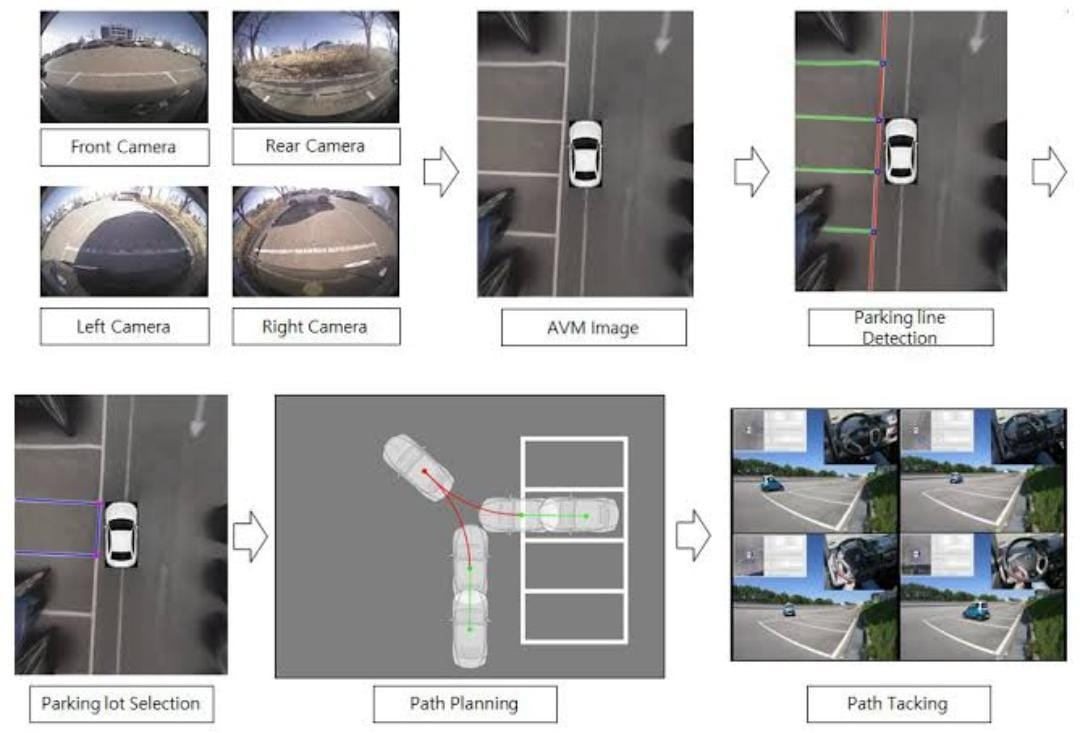 Front Camera
Rear Camera
Left Camera
Right Camera
AVM Image
Parking line
Detection
Parking lot Selection
Path Planning
Path Tacking